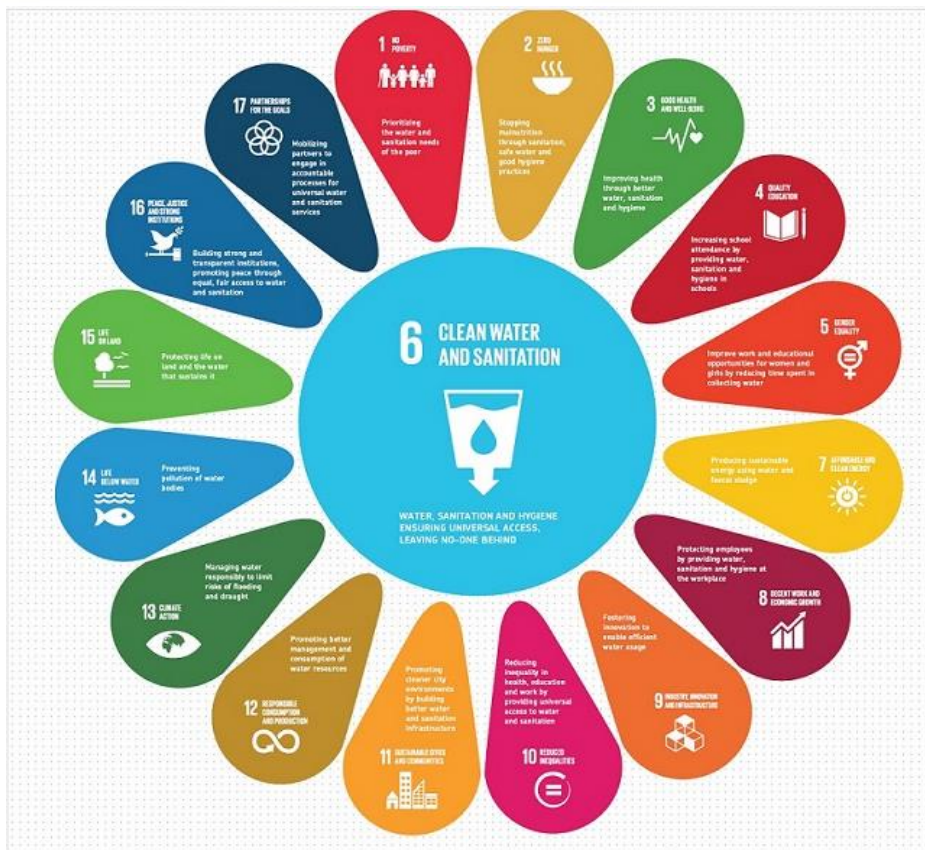 1 NO
POVERTY
Prioritizing
the water and
sanitation needs
of the poor
2 ZERO
HUNGER
Stopping
malnutrition
through sanitation,
safe water and
good hygiene
practices
3 GOOD HEALTH
AND WELL-BEING
Improving health
through better
water, sanitation
and hygiene
4 QUALITY
EDUCATION
Increasing school
attendance by
providing water,
sanitation and
hygiene in
schools
5 GENDER
EQUALITY
Improve work and educational
opportunities for women and
girls by reducing time spent in
collecting water
6 CLEAN WATER
AND SANITATION
WATER, SANITATION AND HYGIENE
ENSURING UNIVERSAL ACCESS,
LEAVING NO-ONE BEHIND
7 AFFORDABLE AND
CLEAN ENERGY
Producing sustainable
energy using water and
faecal sludge
8 DECENT WORK AND
ECONOMIC GROWTH
Protecting employees
by providing water,
sanitation and hygiene at
the workplace
9 INDUSTRY, INNOVATION
AND INFRASTRUCTURE
Fostering
innovation to
enable efficient
water usage
10 REDUCED
INEQUALITIES
Reducing
inequality in
health, education
and work by
providing universal
access to water
and sanitation
11 SUSTAINABLE CITIES
AND COMMUNITIES
Promoting
cleaner city
environments
by building
better water
and sanitation
infrastructure
12 RESPONSIBLE
CONSUMPTION
AND PRODUCTION
Promoting better
management and
consumption of
water resources
13 CLIMATE
ACTION
Managing water
responsibly to limit
risks of flooding
and draught
14 LIFE
BELOW WATER
Preventing
pollution of water
bodies
15 LIFE
ON LAND
Protecting life on
land and the water
that sustains it
16 PEACE, JUSTICE
AND STRONG
INSTITUTIONS
Building strong and
transparent institutions,
promoting peace through
equal, fair access to water
and sanitation
17 PARTNERSHIPS
FOR THE GOALS
Mobilizing
partners to
engage in
accountable
processes for
universal water
and sanitation
services